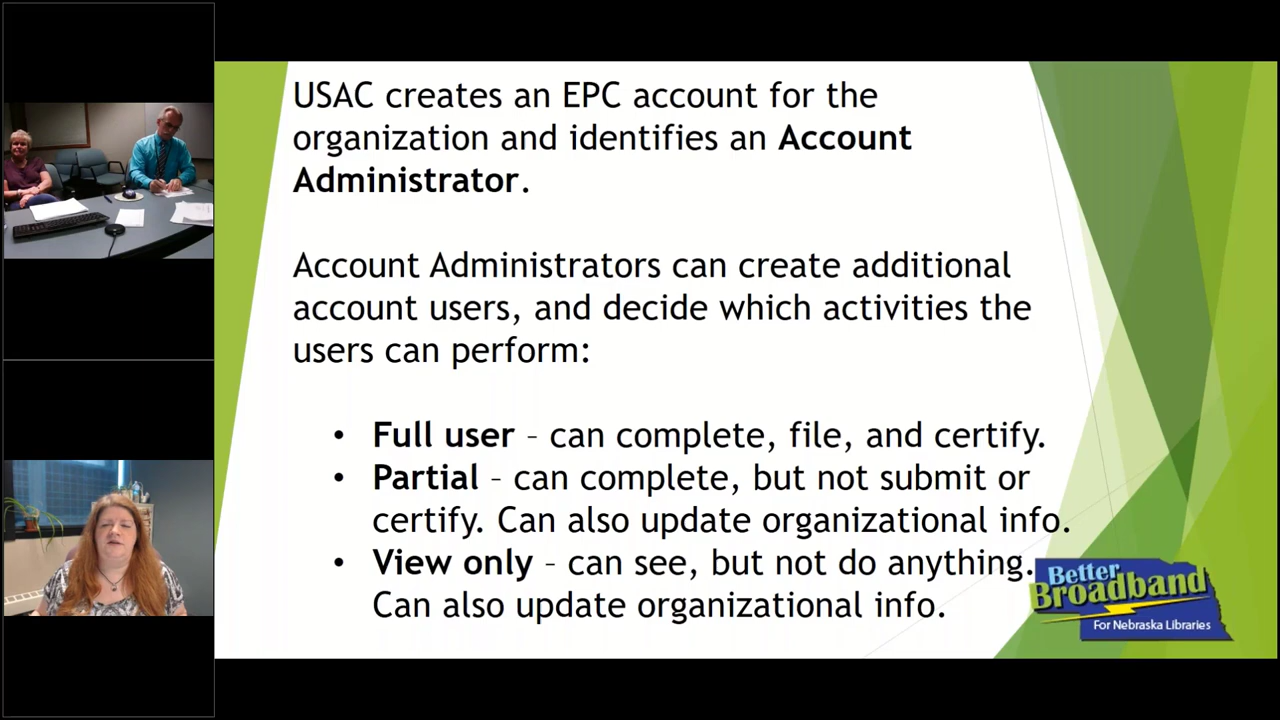 USAC creates an EPC account for the
organization and identifies an Account
Administrator.
Account Administrators can create additional
account users, and decide which activities the
users can perform:
• Full user – can complete, file, and certify.
• Partial – can complete, but not submit or
certify. Can also update organizational info.
• View only – can see, but not do anything.
Can also update organizational info.
Better
Broadband
For Nebraska Libraries